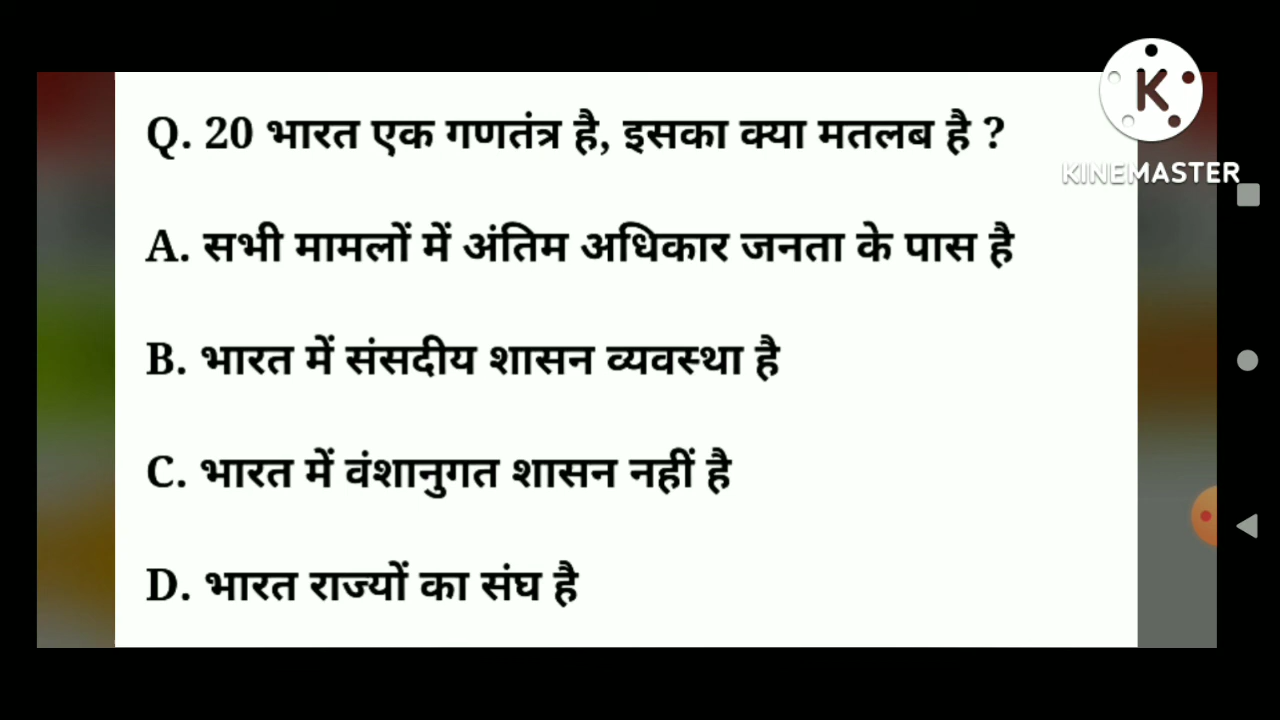 Q. 20 भारत एक गणतंत्र है, इसका क्या मतलब है ?
A. सभी मामलों में अंतिम अधिकार जनता के पास है
B. भारत में संसदीय शासन व्यवस्था है
C. भारत में वंशानुगत शासन नहीं है
D. भारत राज्यों का संघ है
K
KINEMASTER